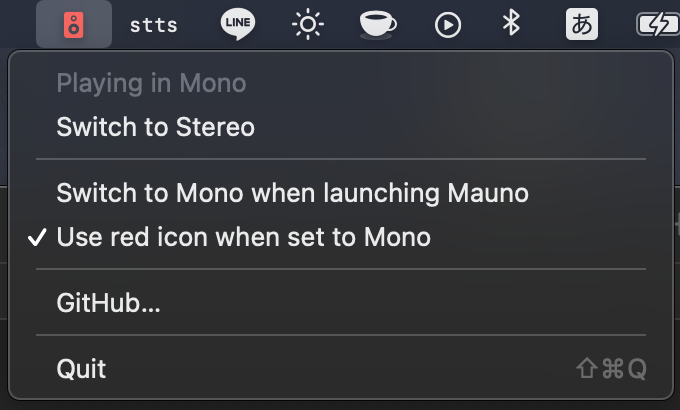 stts
LINE
あ
Playing in Mono
Switch to Stereo
Switch to Mono when launching Mauno
✓ Use red icon when set to Mono
GitHub...
Quit ⇧⌘Q